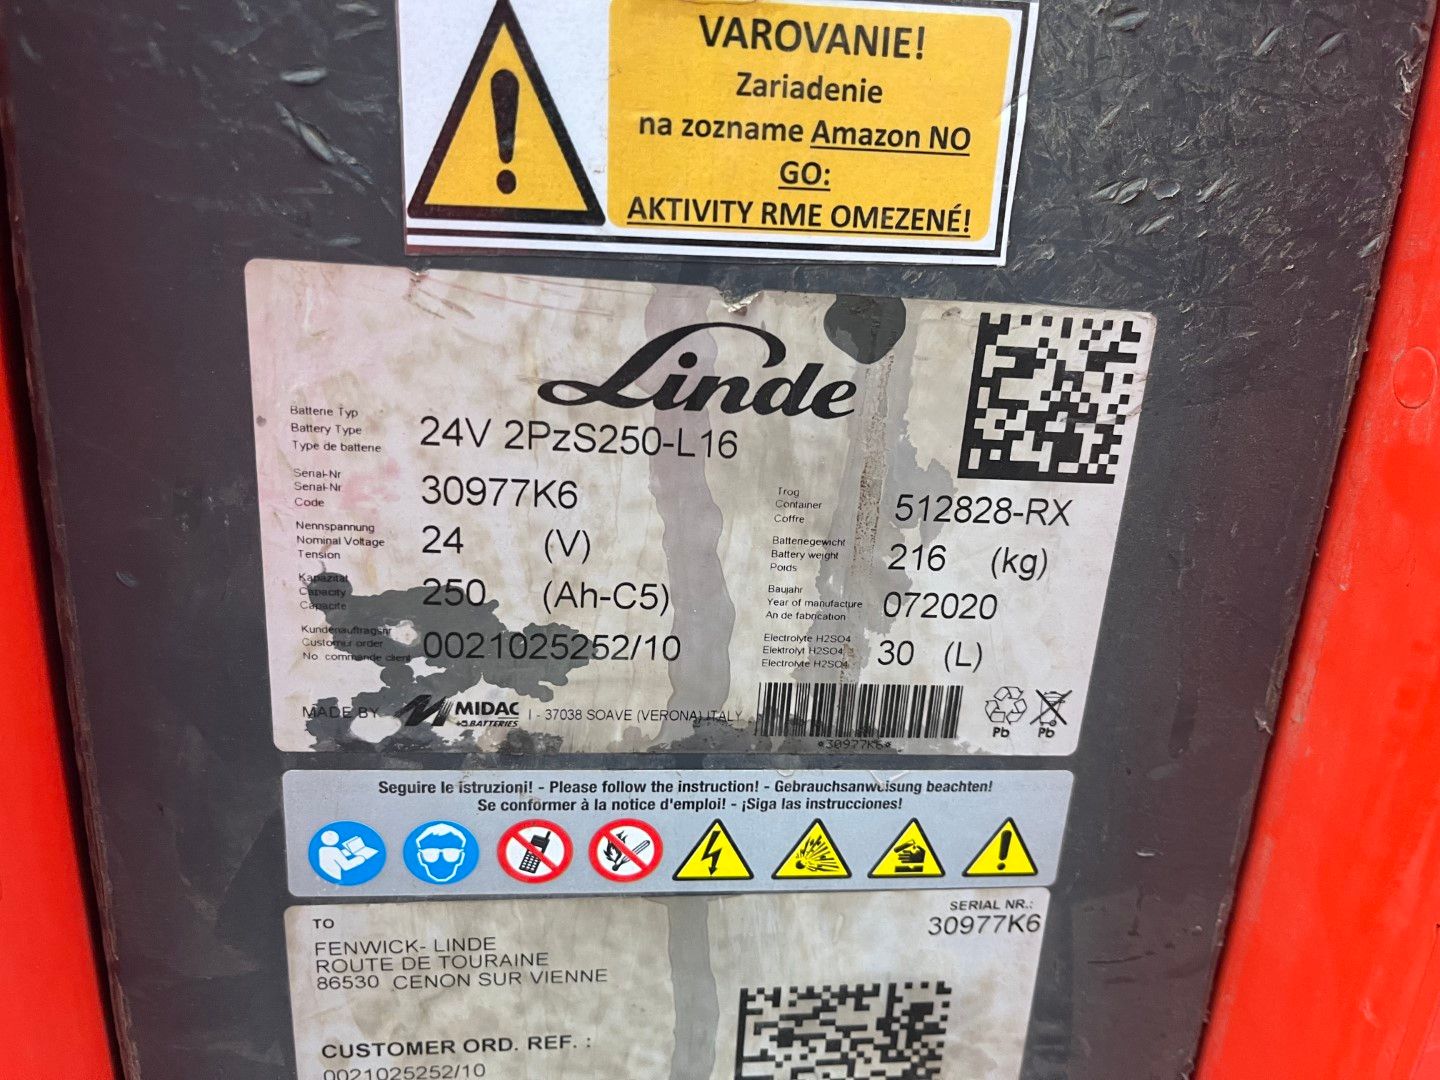 VAROVANIE!
Zariadenie
na zozname Amazon NO
GO:
AKTIVITY RME OMEZENÉ!
Linde
Batterie Typ
Battery Type
Type de batterie
24V 2PzS250-L16
Serial-Nr
Serial-Nr
Code
30977K6
Trog
Container
Coffre
512828-RX
Nennspannung
Nominal Voltage
Tension
24 (V)
Batteriegewicht
Battery weight
Poids
216 (kg)
Kapazitat
Capacity
Capacite
250 (Ah-C5)
Baujahr
Year of manufacture
An de fabrication
072020
Kundenauftragsnr
Customer order
No commande client
0021025252/10
Electrolyte H2SO4
Elektrolyt H2SO4
Electrolyte H2SO4
30 (L)
MADE BY MIDAC BATTERIES I - 37038 SOAVE (VERONA) ITALY
*30977K6*
Pb Pb
Seguire le istruzioni! - Please follow the instruction! - Gebrauchsanweisung beachten!
Se conformer à la notice d'emploi! - ¡Siga las instrucciones!
TO
FENWICK- LINDE
ROUTE DE TOURAINE
86530 CENON SUR VIENNE
SERIAL NR.:
30977K6
CUSTOMER ORD. REF. :
0021025252/10